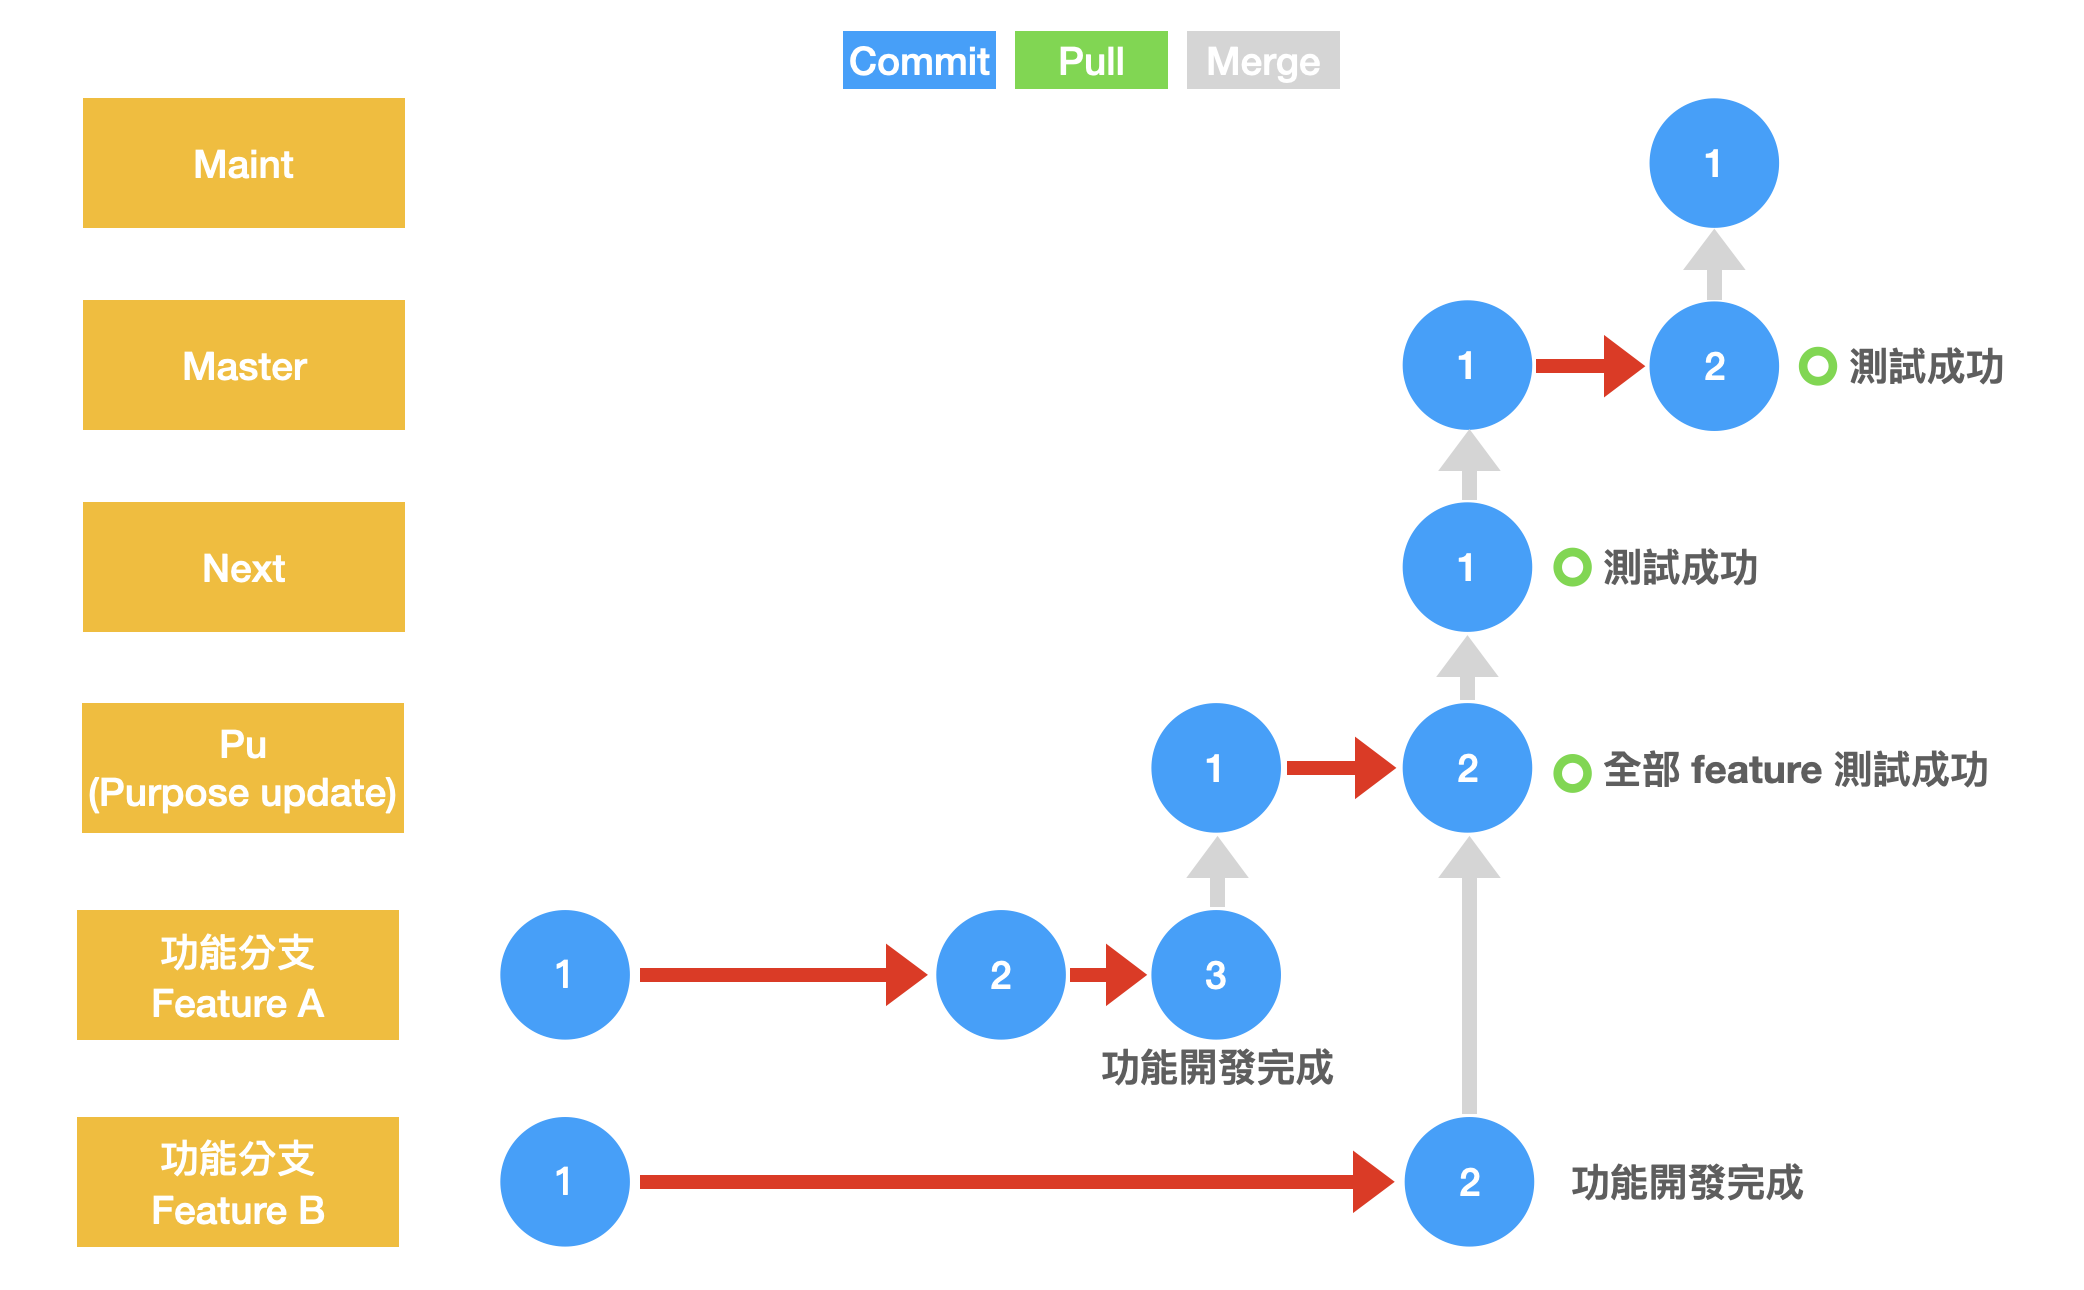 Commit
Pull
Merge
Maint
1
Master
1
2
測試成功
Next
1
測試成功
Pu
(Purpose update)
1
2
全部 feature 測試成功
功能分支
Feature A
1
2
3
功能開發完成
功能分支
Feature B
1
2
功能開發完成